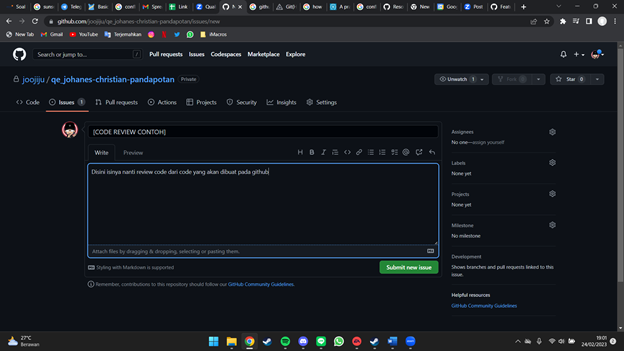 Soal
suno
Telec
Basic
conf
Spre
Link
Quiz
N
gith
GitD
how
A pr
conf
Resu
New
Goo
Post
Feat
github.com/joojiju/qe_johanes-christian-pandapotan/issues/new
New Tab
Gmail
YouTube
Terjemahkan
iMacros
Search or jump to...
/
Pull requests
Issues
Codespaces
Marketplace
Explore
joojiju / qe_johanes-christian-pandapotan
Private
Unwatch 1
Fork 0
Star 0
Code
Issues 1
Pull requests
Actions
Projects
Security
Insights
Settings
[CODE REVIEW CONTOH]
Write
Preview
H B I
Disini isinya nanti review code dari code yang akan dibuat pada github
Attach files by dragging & dropping, selecting or pasting them.
Styling with Markdown is supported
Submit new issue
Remember, contributions to this repository should follow our GitHub Community Guidelines.
Assignees
No one—assign yourself
Labels
None yet
Projects
None yet
Milestone
No milestone
Development
Shows branches and pull requests linked to this
issue.
Helpful resources
GitHub Community Guidelines
27°C
Berawan
19:01
24/02/2023